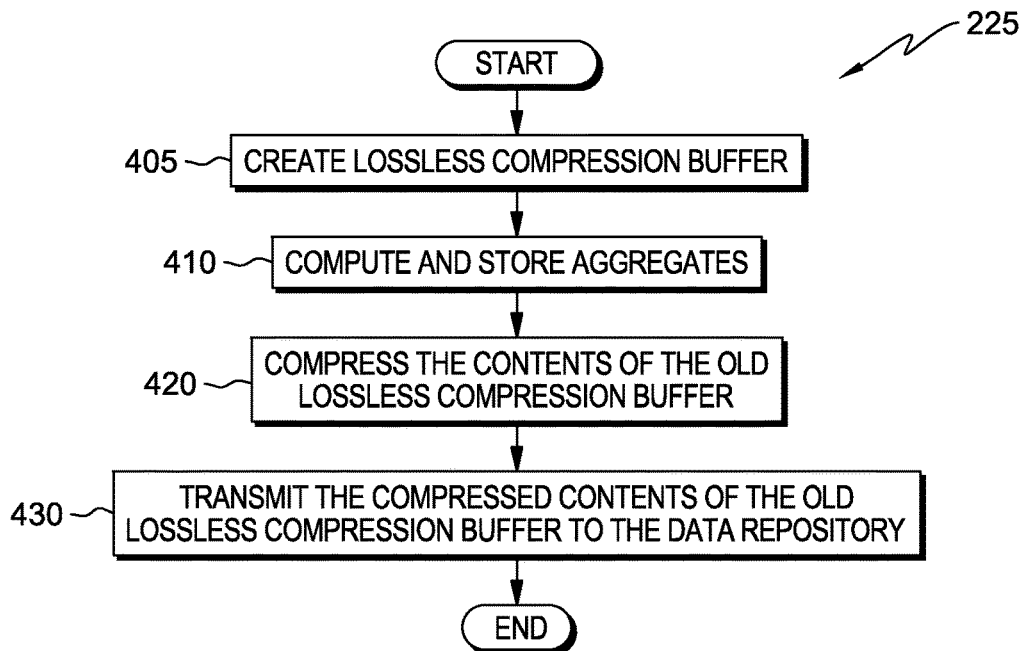 225
START
405 CREATE LOSSLESS COMPRESSION BUFFER
410 COMPUTE AND STORE AGGREGATES
COMPRESS THE CONTENTS OF THE OLD
420
LOSSLESS COMPRESSION BUFFER
TRANSMIT THE COMPRESSED CONTENTS OF THE OLD
430
LOSSLESS COMPRESSION BUFFER TO THE DATA REPOSITORY
END